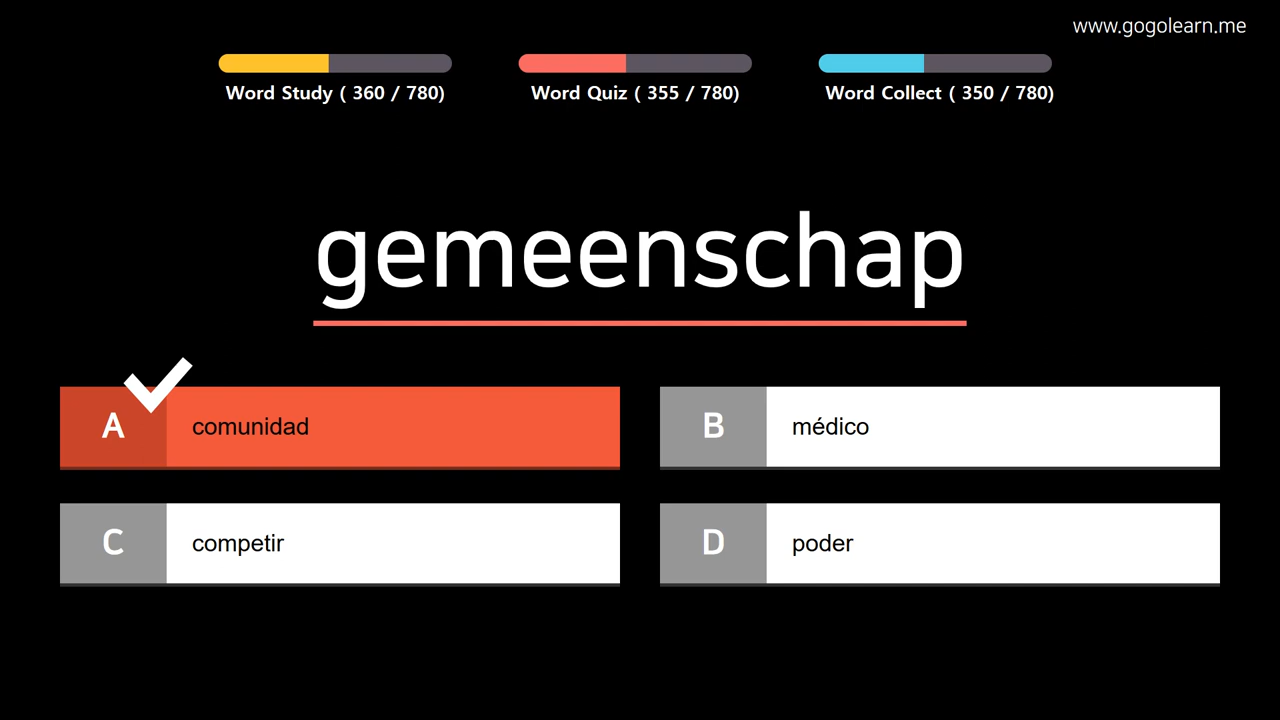 www.gogolearn.me
Word Study ( 360 / 780)
Word Quiz ( 355 / 780)
Word Collect ( 350 / 780)
gemeenschap
A comunidad
B médico
C competir
D poder